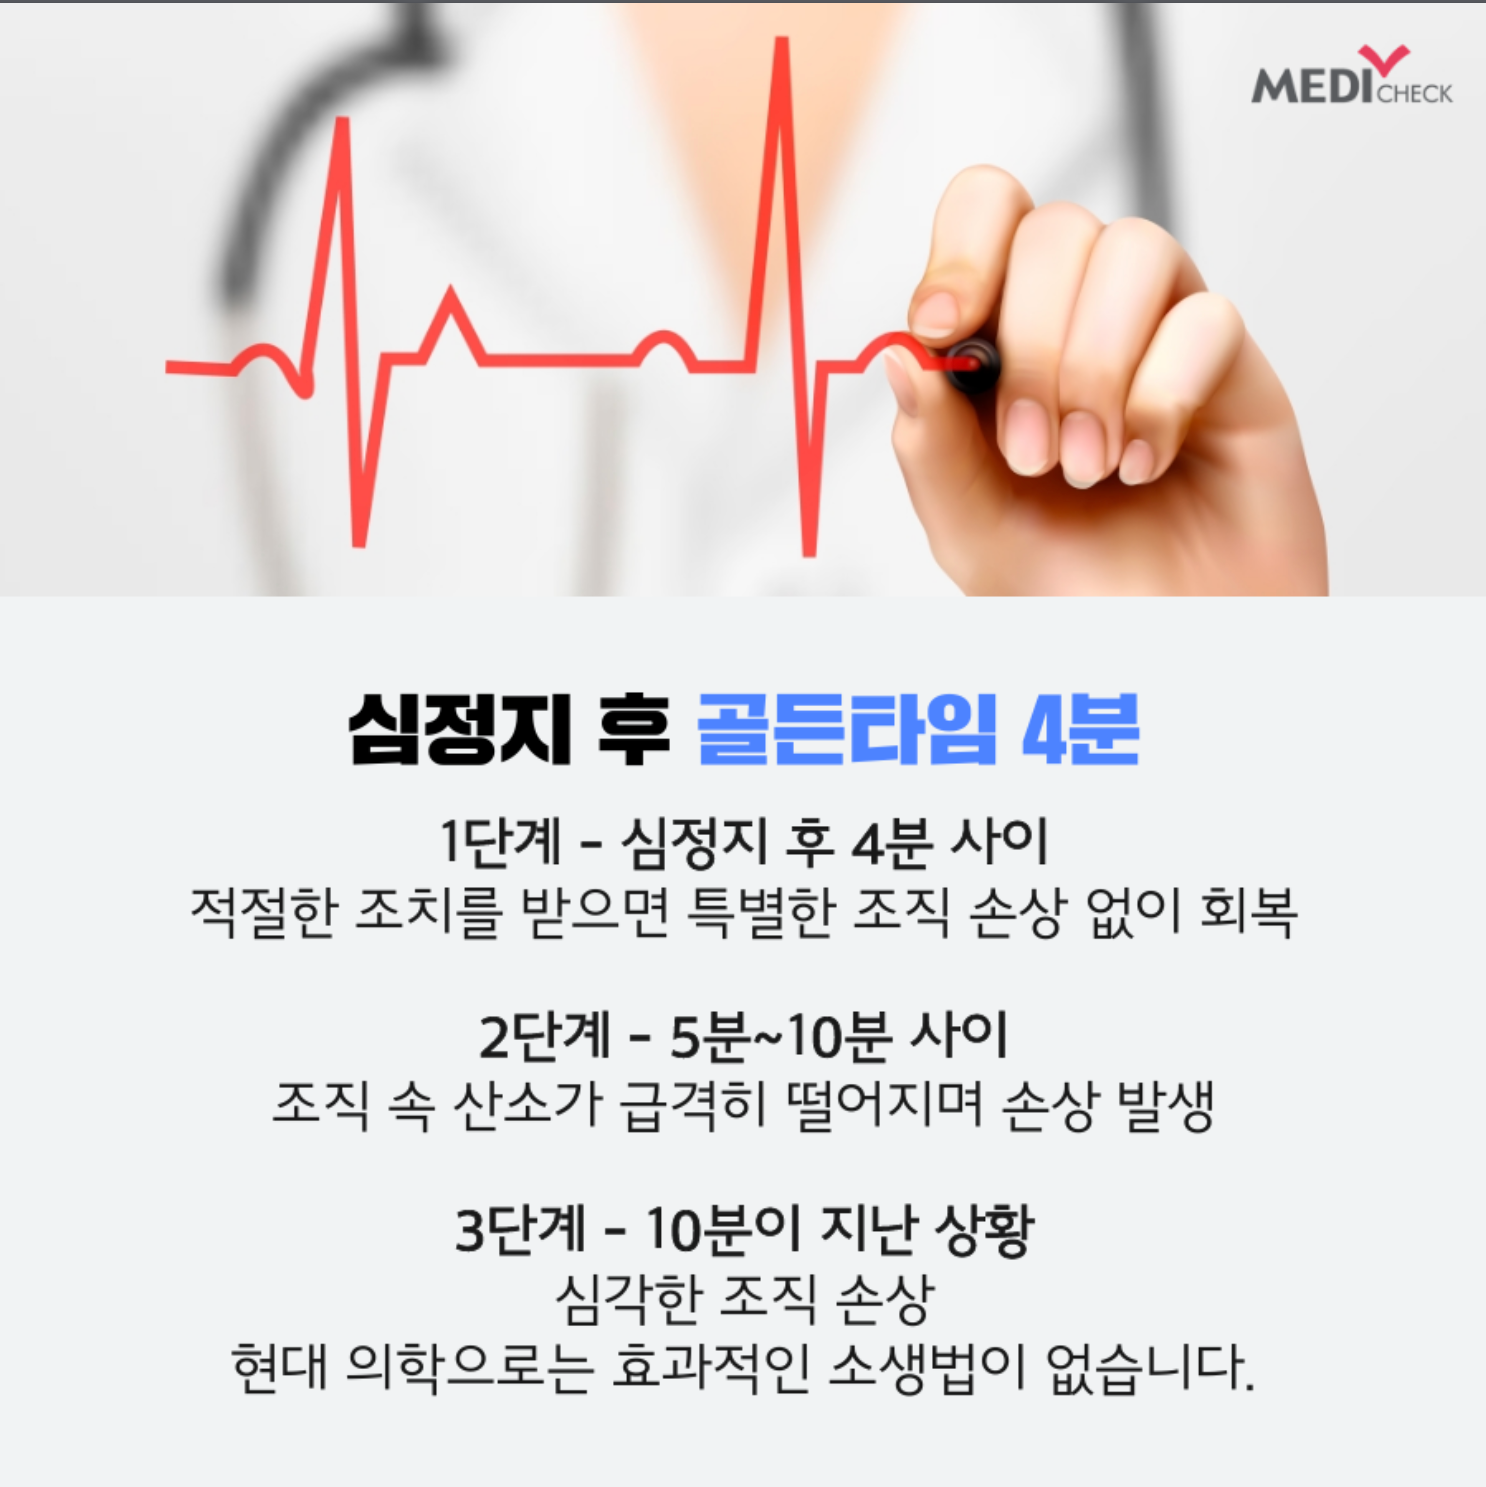 MEDI CHECK
심정지 후 골든타임 4분
1단계 - 심정지 후 4분 사이
적절한 조치를 받으면 특별한 조직 손상 없이 회복
2단계 - 5분~10분 사이
조직 속 산소가 급격히 떨어지며 손상 발생
3단계 - 10분이 지난 상황
심각한 조직 손상
현대 의학으로는 효과적인 소생법이 없습니다.